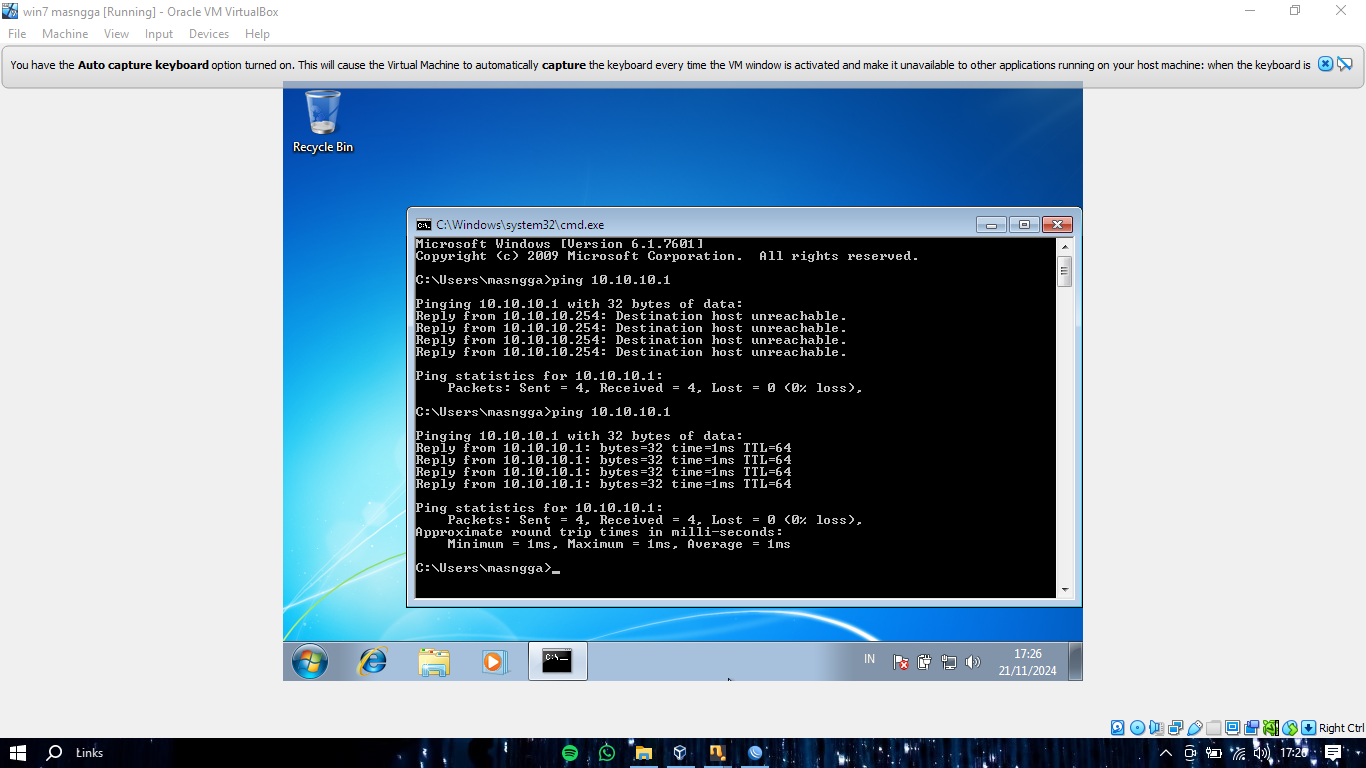 win7 masngga [Running] - Oracle VM VirtualBox
File Machine View Input Devices Help
You have the Auto capture keyboard option turned on. This will cause the Virtual Machine to automatically capture the keyboard every time the VM window is activated and make it unavailable to other applications running on your host machine: when the keyboard is
Recycle Bin
C:\Windows\system32\cmd.exe
Microsoft Windows [Version 6.1.7601]
Copyright (c) 2009 Microsoft Corporation.  All rights reserved.
C:\Users\masngga>ping 10.10.10.1
Pinging 10.10.10.1 with 32 bytes of data:
Reply from 10.10.10.254: Destination host unreachable.
Reply from 10.10.10.254: Destination host unreachable.
Reply from 10.10.10.254: Destination host unreachable.
Reply from 10.10.10.254: Destination host unreachable.
Ping statistics for 10.10.10.1:
    Packets: Sent = 4, Received = 4, Lost = 0 (0% loss),
C:\Users\masngga>ping 10.10.10.1
Pinging 10.10.10.1 with 32 bytes of data:
Reply from 10.10.10.1: bytes=32 time=1ms TTL=64
Reply from 10.10.10.1: bytes=32 time=1ms TTL=64
Reply from 10.10.10.1: bytes=32 time=1ms TTL=64
Reply from 10.10.10.1: bytes=32 time=1ms TTL=64
Ping statistics for 10.10.10.1:
    Packets: Sent = 4, Received = 4, Lost = 0 (0% loss),
Approximate round trip times in milli-seconds:
    Minimum = 1ms, Maximum = 1ms, Average = 1ms
C:\Users\masngga>_
IN
17:26
21/11/2024
Right Ctrl
Links
17:26